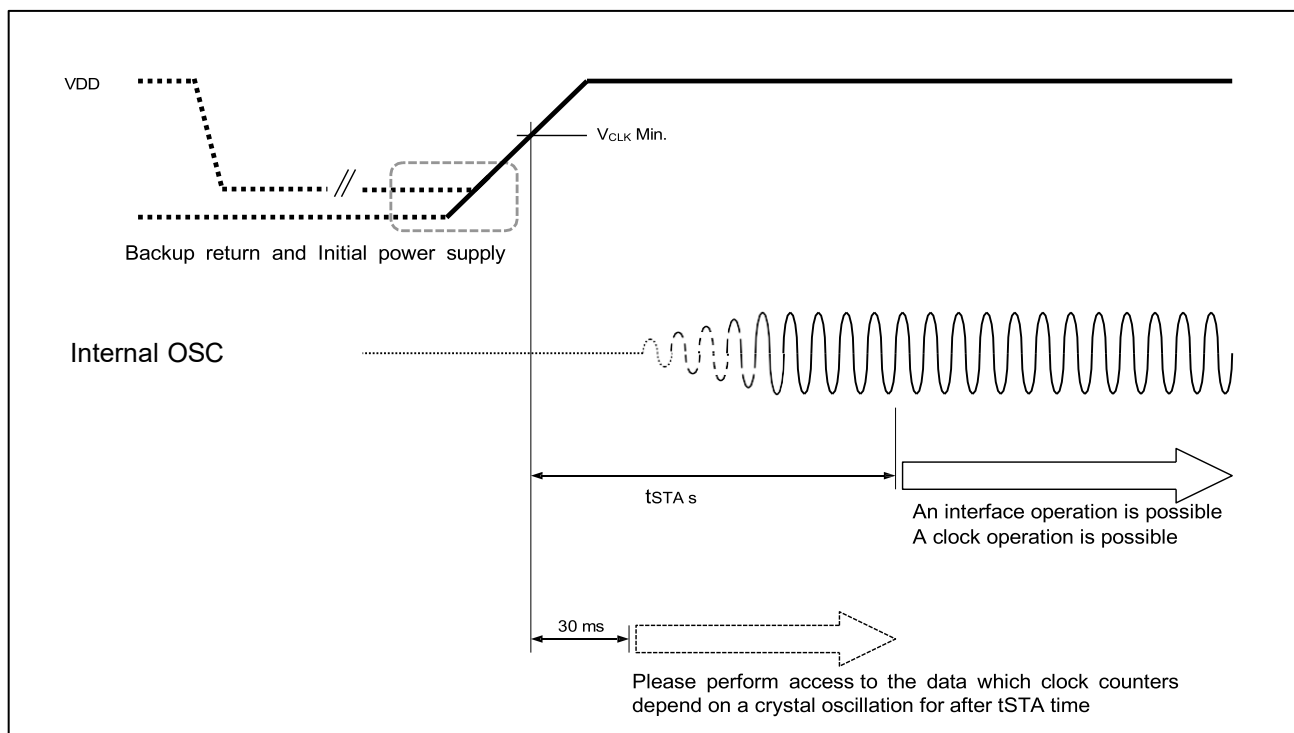 VDD
VCLK Min.
Backup return and Initial power supply
Internal OSC
tSTA s
An interface operation is possible
A clock operation is possible
30 ms
Please perform access to the data which clock counters
depend on a crystal oscillation for after tSTA time